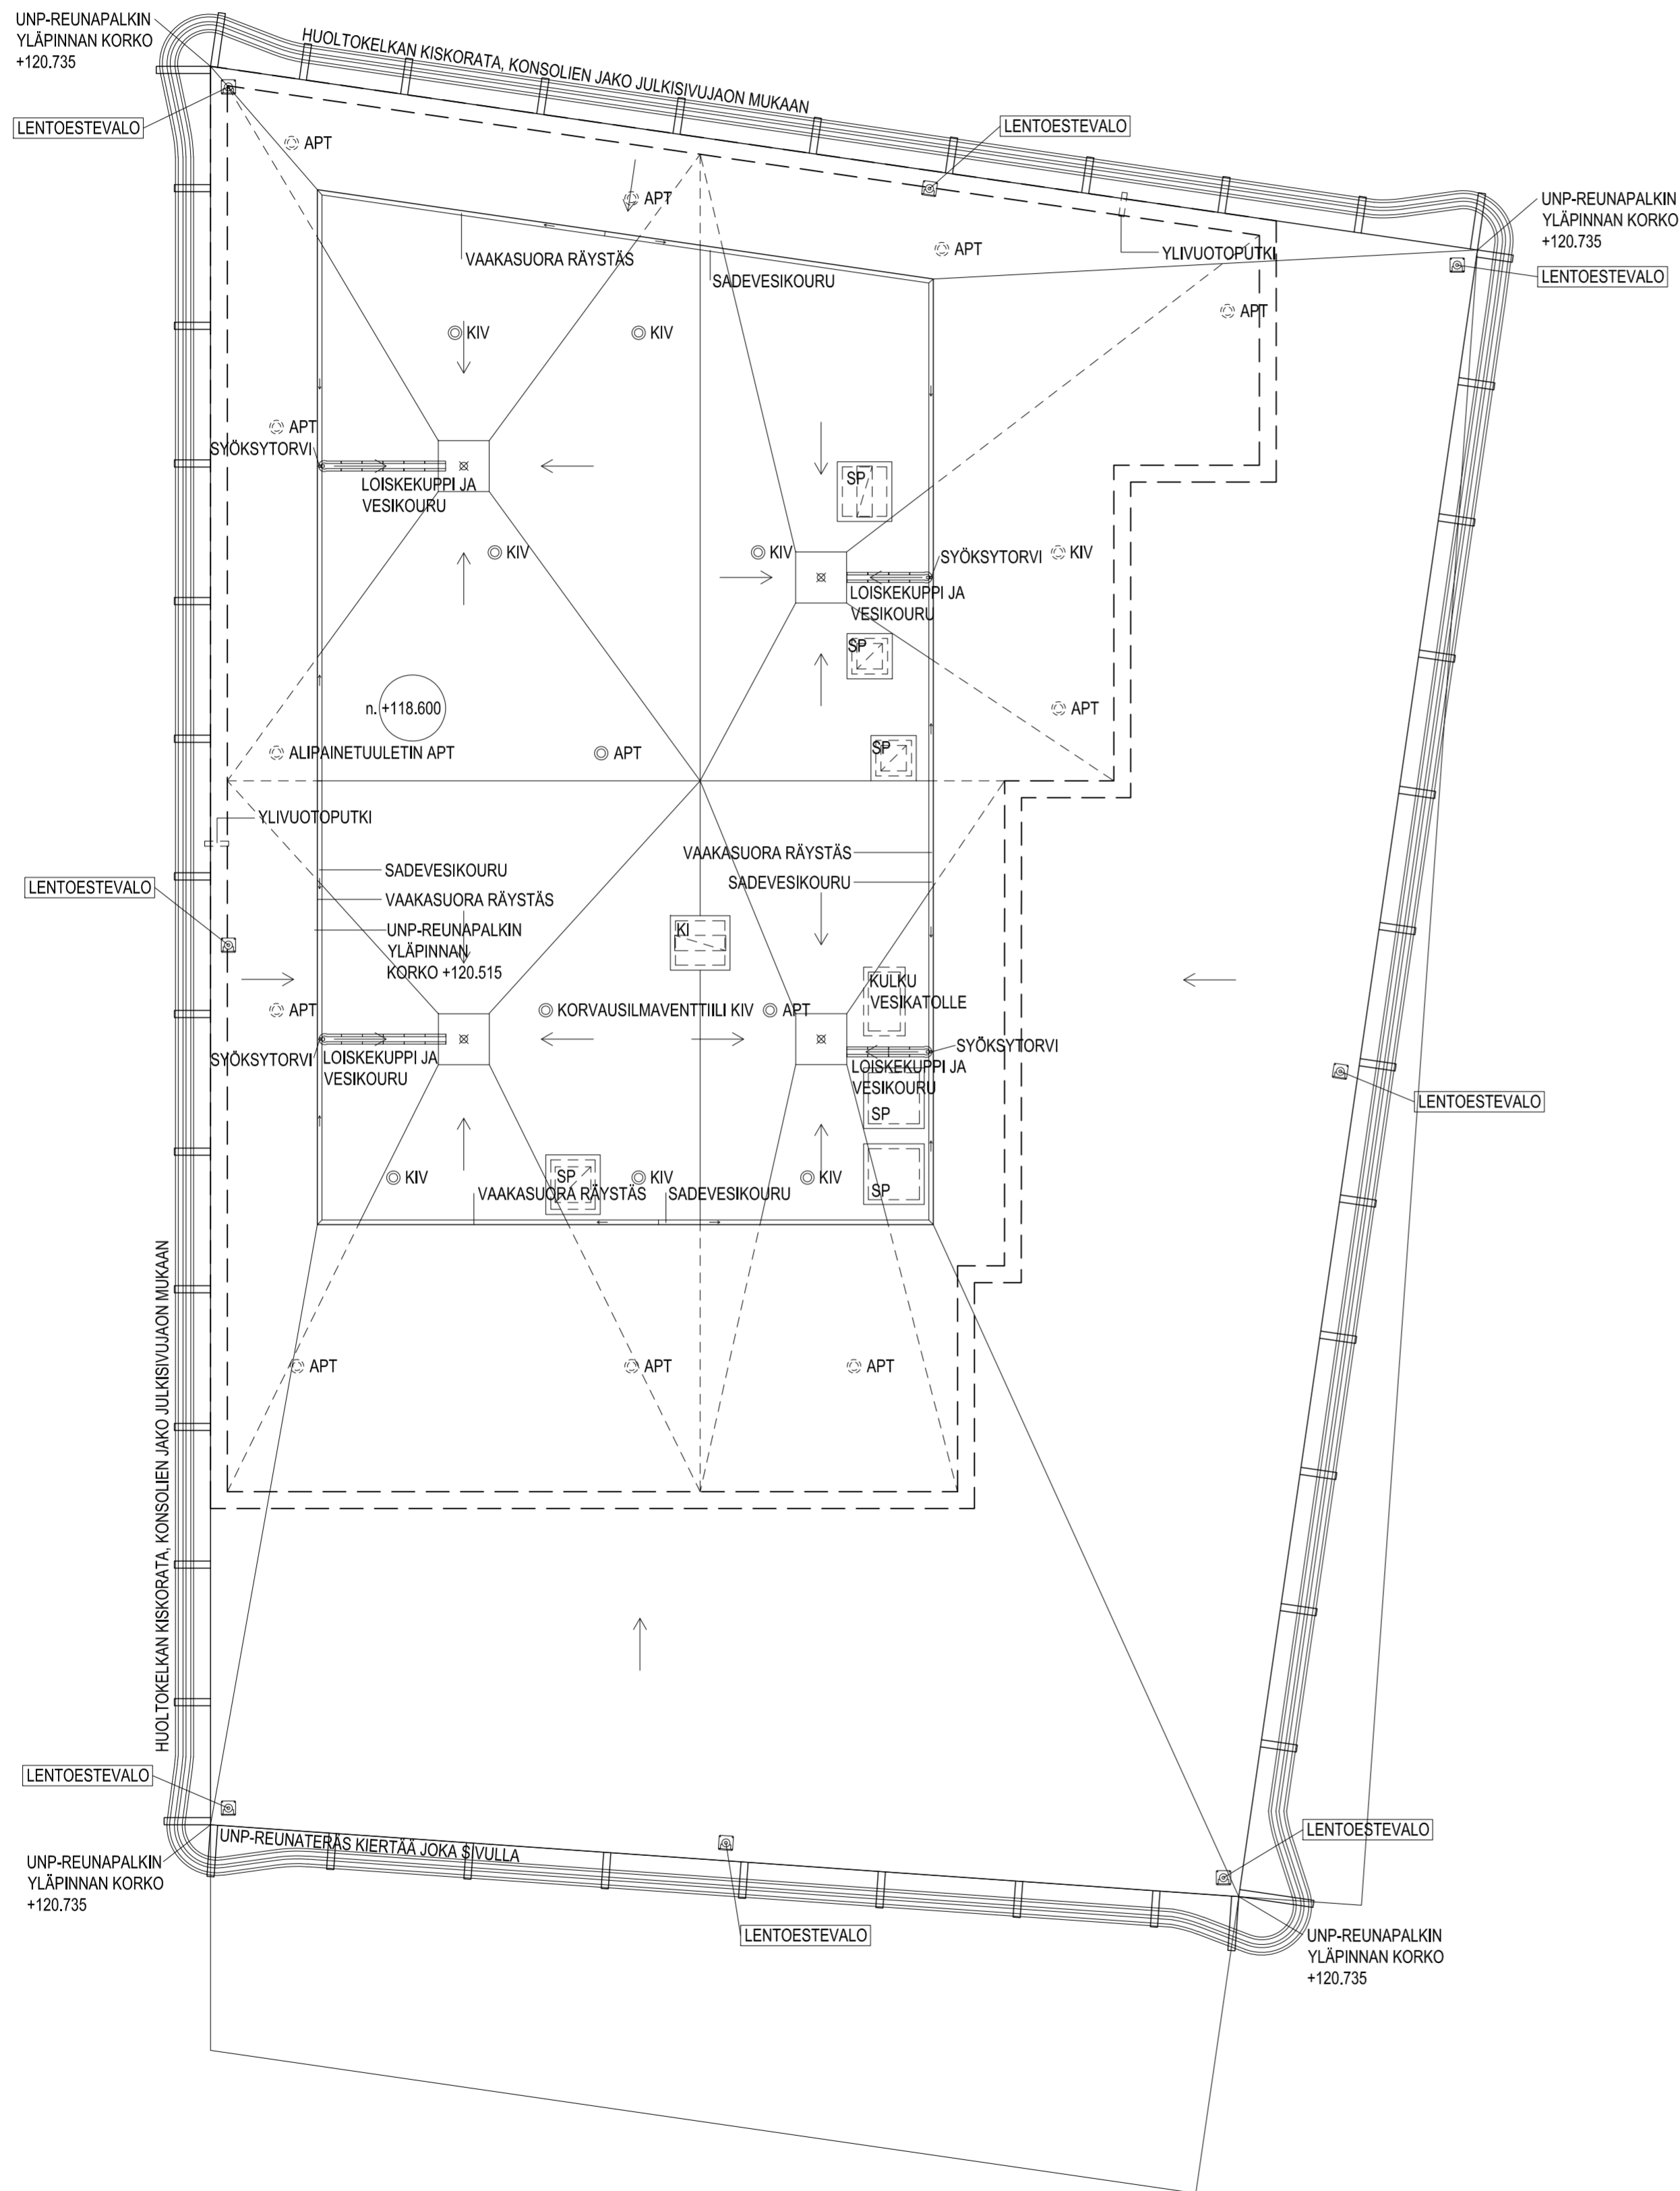 UNP-REUNAPALKIN
YLÄPINNAN KORKO
+120.735
HUOLTOKELKAN KISKORATA, KONSOLIEN JAKO JULKISIVUJAON MUKAAN
LENTOESTEVALO
LENTOESTEVALO
APT
APT
UNP-REUNAPALKIN
YLÄPINNAN KORKO
+120.735
APT
YLIVUOTOPUTKI
VAAKASUORA RÄYSTÄS
SADEVESIKOURU
LENTOESTEVALO
APT
KIV
KIV
APT
SYÖKSYTORVI
LOISKEKUPPI JA
VESIKOURU
SP
KIV
KIV
SYÖKSYTORVI
KIV
LOISKEKUPPI JA
VESIKOURU
SP
n. +118.600
APT
ALIPAINETUULETIN APT
APT
SP
YLIVUOTOPUTKI
VAAKASUORA RÄYSTÄS
SADEVESIKOURU
SADEVESIKOURU
LENTOESTEVALO
VAAKASUORA RÄYSTÄS
UNP-REUNAPALKIN
YLÄPINNAN
KORKO +120.515
KI
KULKU
VESIKATOLLE
APT
KORVAUSILMAVENTTIILI KIV
APT
SYÖKSYTORVI
LOISKEKUPPI JA
VESIKOURU
SYÖKSYTORVI
LOISKEKUPPI JA
VESIKOURU
SP
LENTOESTEVALO
KIV
SP
KIV
KIV
SP
VAAKASUORA RÄYSTÄS
SADEVESIKOURU
HUOLTOKELKAN KISKORATA, KONSOLIEN JAKO JULKISIVUJAON MUKAAN
APT
APT
APT
LENTOESTEVALO
UNP-REUNATERÄS KIERTÄÄ JOKA SIVULLA
LENTOESTEVALO
UNP-REUNAPALKIN
YLÄPINNAN KORKO
+120.735
LENTOESTEVALO
UNP-REUNAPALKIN
YLÄPINNAN KORKO
+120.735